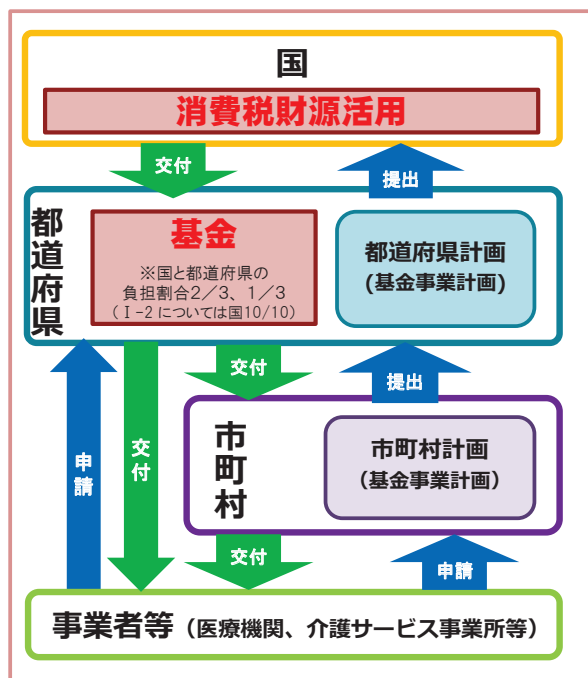 国
消費税財源活用
交付
提出
都道府県
基金
※国と都道府県の
負担割合2／3、1／3
(Ⅰ-2については国10/10)
都道府県計画
(基金事業計画)
交付
提出
申請
交付
市町村
市町村計画
（基金事業計画）
交付
申請
事業者等（医療機関、介護サービス事業所等）